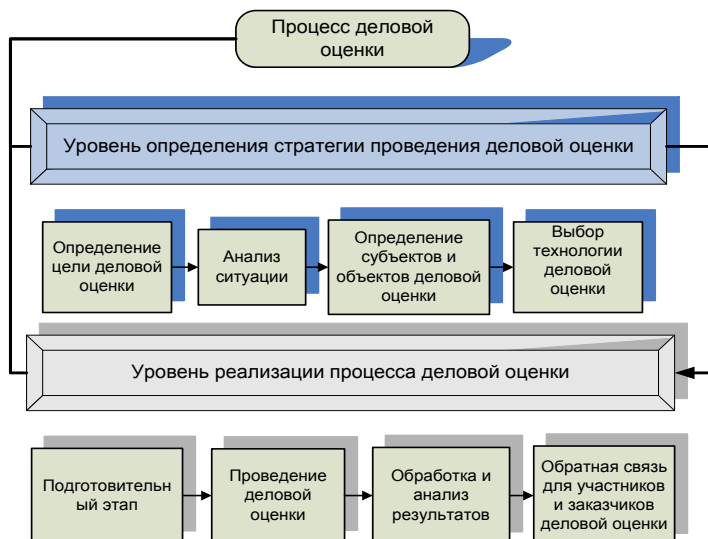 Процесс деловой
оценки
Уровень определения стратегии проведения деловой оценки
Определение
цели деловой
оценки
Анализ
ситуации
Определение
субъектов и
объектов деловой
оценки
Выбор
технологии
деловой
оценки
Уровень реализации процесса деловой оценки
Подготовительн
ый этап
Проведение
деловой
оценки
Обработка и
анализ
результатов
Обратная связь
для участников
и заказчиков
деловой оценки